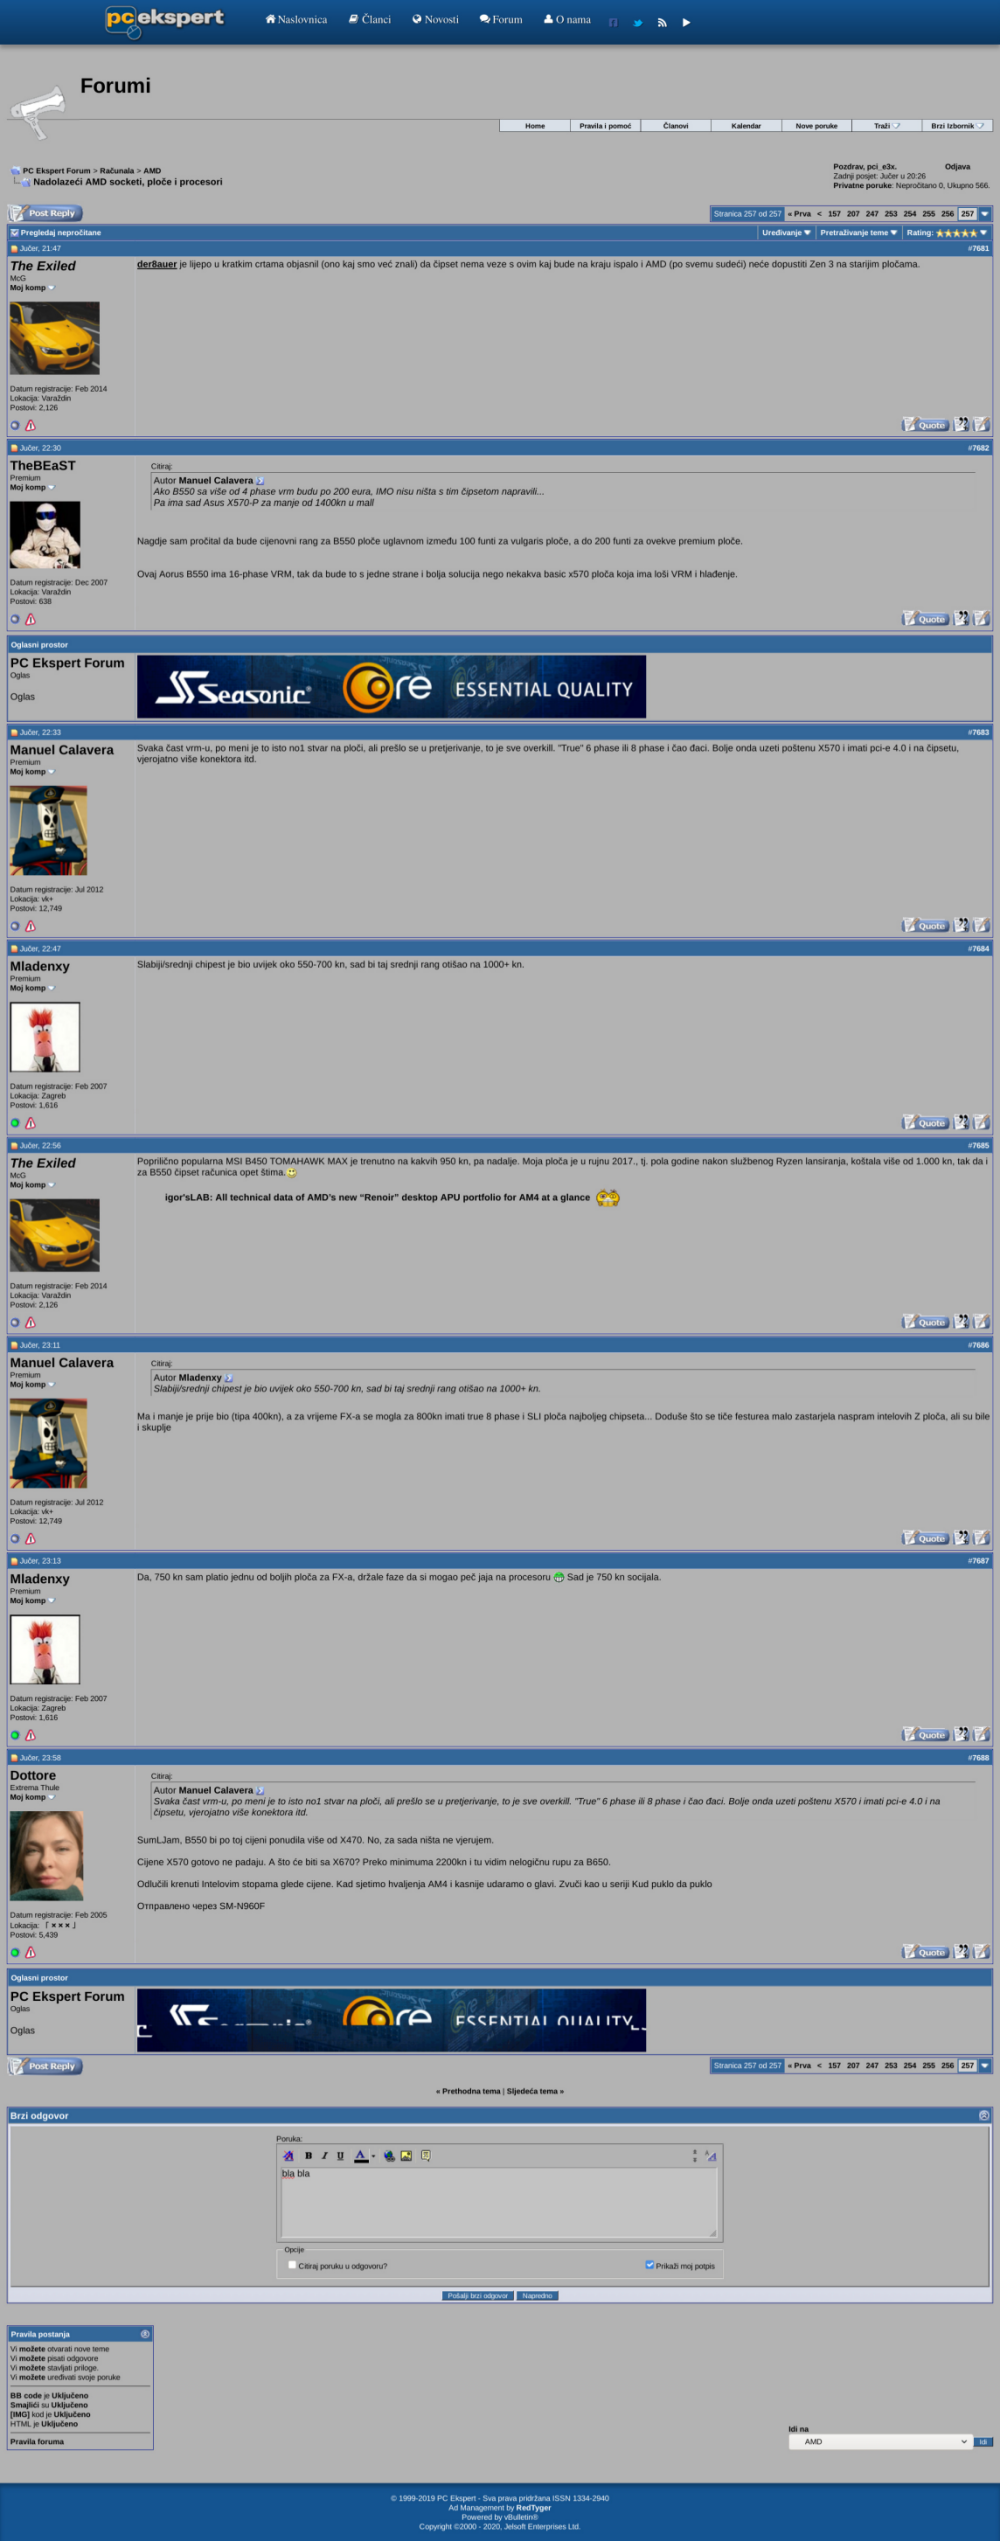 pcekspert
Naslovnica Članci Novosti Forum O nama
Forumi
Home Pravila i pomoć Članovi Kalendar Nove poruke Traži Brzi Izbornik
PC Ekspert Forum > Računala > AMD
Nadolazeći AMD socketi, ploče i procesori
Pozdrav, pci_e3x. Odjava
Zadnji posjet: Jučer u 20:26
Privatne poruke: Nepročitano 0, Ukupno 566.
Post Reply
Stranica 257 od 257 « Prva < 157 207 247 253 254 255 256 257
Pregledaj nepročitane Uređivanje Pretraživanje teme Rating:
Jučer, 21:47 #7681
The Exiled
McG
Moj komp
Datum registracije: Feb 2014
Lokacija: Varaždin
Postovi: 2,126
der8auer je lijepo u kratkim crtama objasnil (ono kaj smo već znali) da čipset nema veze s ovim kaj bude na kraju ispalo i AMD (po svemu sudeći) neće dopustiti Zen 3 na starijim pločama.
Quote
Jučer, 22:30 #7682
TheBEaST
Premium
Moj komp
Datum registracije: Dec 2007
Lokacija: Varaždin
Postovi: 638
Citiraj:
Autor Manuel Calavera
Ako B550 sa više od 4 phase vrm budu po 200 eura, IMO nisu ništa s tim čipsetom napravili...
Pa ima sad Asus X570-P za manje od 1400kn u mall
Nagdje sam pročital da bude cijenovni rang za B550 ploče uglavnom između 100 funti za vulgaris ploče, a do 200 funti za ovekve premium ploče.
Ovaj Aorus B550 ima 16-phase VRM, tak da bude to s jedne strane i bolja solucija nego nekakva basic x570 ploča koja ima loši VRM i hlađenje.
Quote
Oglasni prostor
PC Ekspert Forum
Oglas
Oglas
Seasonic Core ESSENTIAL QUALITY
Jučer, 22:33 #7683
Manuel Calavera
Premium
Moj komp
Datum registracije: Jul 2012
Lokacija: vk+
Postovi: 12,749
Svaka čast vrm-u, po meni je to isto no1 stvar na ploči, ali prešlo se u pretjerivanje, to je sve overkill. "True" 6 phase ili 8 phase i čao đaci. Bolje onda uzeti poštenu X570 i imati pci-e 4.0 i na čipsetu,
vjerojatno više konektora itd.
Quote
Jučer, 22:47 #7684
Mladenxy
Premium
Moj komp
Datum registracije: Feb 2007
Lokacija: Zagreb
Postovi: 1,616
Slabiji/srednji chipest je bio uvijek oko 550-700 kn, sad bi taj srednji rang otišao na 1000+ kn.
Quote
Jučer, 22:56 #7685
The Exiled
McG
Moj komp
Datum registracije: Feb 2014
Lokacija: Varaždin
Postovi: 2,126
Poprilično popularna MSI B450 TOMAHAWK MAX je trenutno na kakvih 950 kn, pa nadalje. Moja ploča je u rujnu 2017., tj. pola godine nakon službenog Ryzen lansiranja, koštala više od 1.000 kn, tak da i
za B550 čipset računica opet štima.
igor'sLAB: All technical data of AMD's new “Renoir” desktop APU portfolio for AM4 at a glance
Quote
Jučer, 23:11 #7686
Manuel Calavera
Premium
Moj komp
Datum registracije: Jul 2012
Lokacija: vk+
Postovi: 12,749
Citiraj:
Autor Mladenxy
Slabiji/srednji chipest je bio uvijek oko 550-700 kn, sad bi taj srednji rang otišao na 1000+ kn.
Ma i manje je prije bio (tipa 400kn), a za vrijeme FX-a se mogla za 800kn imati true 8 phase i SLI ploča najboljeg chipseta... Doduše što se tiče festurea malo zastarjela naspram intelovih Z ploča, ali su bile
i skuplje
Quote
Jučer, 23:13 #7687
Mladenxy
Premium
Moj komp
Datum registracije: Feb 2007
Lokacija: Zagreb
Postovi: 1,616
Da, 750 kn sam platio jednu od boljih ploča za FX-a, držale faze da si mogao peč jaja na procesoru Sad je 750 kn socijala.
Quote
Jučer, 23:58 #7688
Dottore
Extrema Thule
Moj komp
Datum registracije: Feb 2005
Lokacija: 「 ××× 」
Postovi: 5,439
Citiraj:
Autor Manuel Calavera
Svaka čast vrm-u, po meni je to isto no1 stvar na ploči, ali prešlo se u pretjerivanje, to je sve overkill. "True" 6 phase ili 8 phase i čao đaci. Bolje onda uzeti poštenu X570 i imati pci-e 4.0 i na
čipsetu, vjerojatno više konektora itd.
SumLJam, B550 bi po toj cijeni ponudila više od X470. No, za sada ništa ne vjerujem.
Cijene X570 gotovo ne padaju. A što će biti sa X670? Preko minimuma 2200kn i tu vidim nelogičnu rupu za B650.
Odlučili krenuti Intelovim stopama glede cijene. Kad sjetimo hvaljenja AM4 i kasnije udaramo o glavi. Zvuči kao u seriji Kud puklo da puklo
Отправлено через SM-N960F
Quote
Oglasni prostor
PC Ekspert Forum
Oglas
Oglas
Core ESSENTIAL QUALITY
Post Reply
Stranica 257 od 257 « Prva < 157 207 247 253 254 255 256 257
« Prethodna tema | Sljedeća tema »
Brzi odgovor
Poruka:
B I U A
bla bla
Opcije
Citiraj poruku u odgovoru? Prikaži moj potpis
Pošalji brzi odgovor Napredno
Pravila postanja
Vi možete otvarati nove teme
Vi možete pisati odgovore
Vi možete stavljati priloge.
Vi možete uređivati svoje poruke
BB code je Uključeno
Smajlići su Uključeno
[IMG] kod je Uključeno
HTML je Uključeno
Pravila foruma
Idi na
AMD Idi
© 1999-2019 PC Ekspert - Sva prava pridržana ISSN 1334-2940
Ad Management by RedTyger
Powered by vBulletin®
Copyright ©2000 - 2020, Jelsoft Enterprises Ltd.